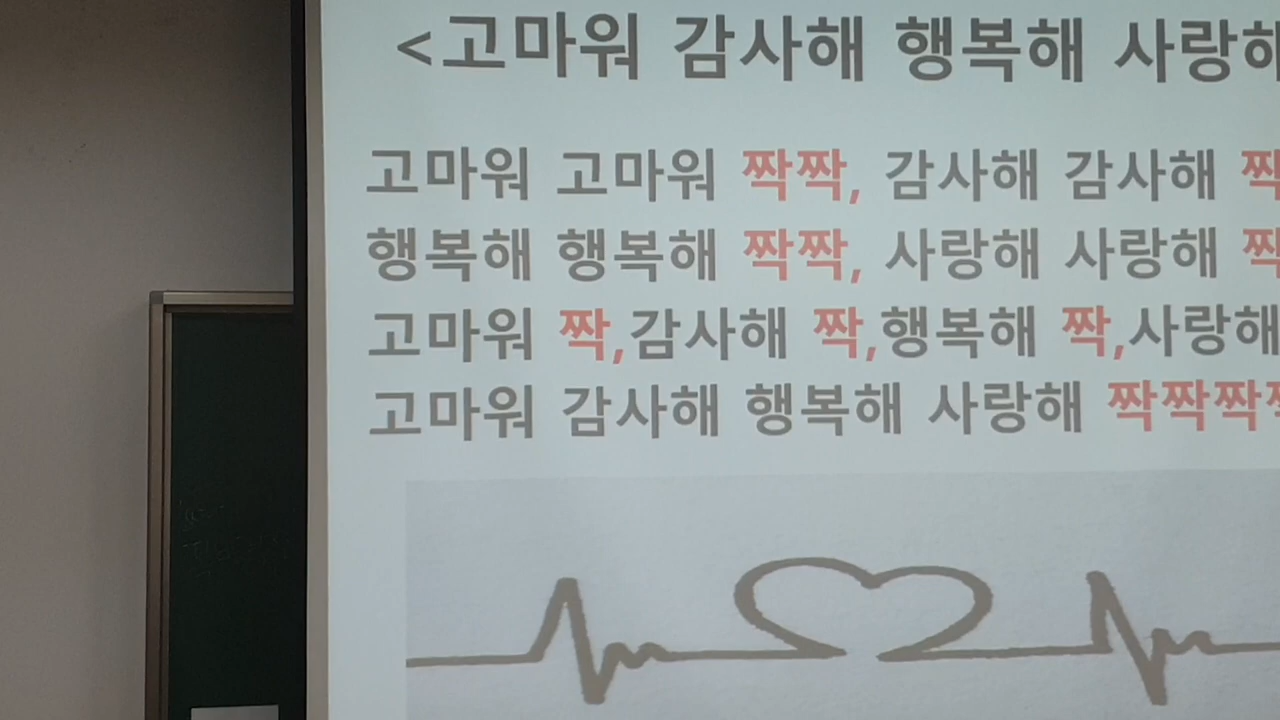 <고마워 감사해 행복해 사랑해
고마워 고마워 짝짝, 감사해 감사해 짝
행복해 행복해 짝짝, 사랑해 사랑해 짝
고마워 짝,감사해 짝,행복해 짝,사랑해
고마워 감사해 행복해 사랑해 짝짝짝짝